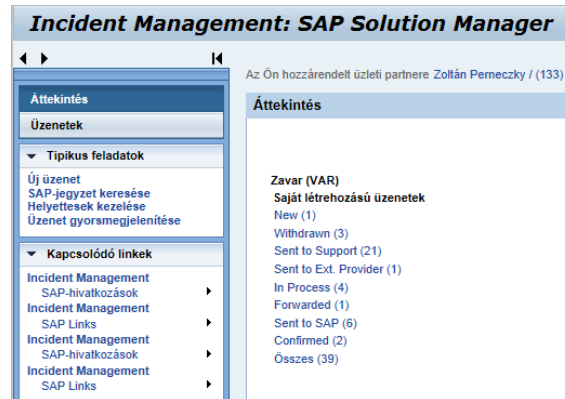 Incident Management: SAP Solution Manager
Az Ön hozzárendelt üzleti partnere Zoltán Perneczky / (133)
Áttekintés
Üzenetek
Tipikus feladatok
Új üzenet
SAP-jegyzet keresése
Helyettesek kezelése
Üzenet gyorsmegjelenítése
Kapcsolódó linkek
Incident Management
SAP-hivatkozások
Incident Management
SAP Links
Incident Management
SAP-hivatkozások
Incident Management
SAP Links
Áttekintés
Zavar (VAR)
Saját létrehozású üzenetek
New (1)
Withdrawn (3)
Sent to Support (21)
Sent to Ext. Provider (1)
In Process (4)
Forwarded (1)
Sent to SAP (6)
Confirmed (2)
Összes (39)